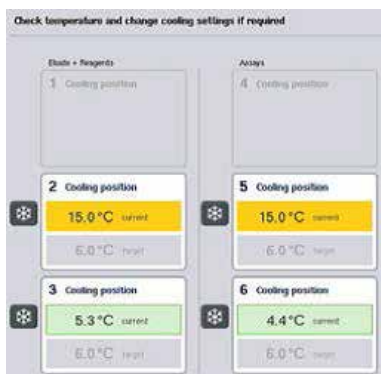 Check temperature and change cooling settings if required
Eluate + Reagents
Assays
1 Cooling position
4 Cooling position
2 Cooling position
5 Cooling position
15.0°C current
15.0°C current
6.0°C target
6.0°C target
3 Cooling position
6 Cooling position
5.3°C current
4.4°C current
6.0°C target
6.0°C target